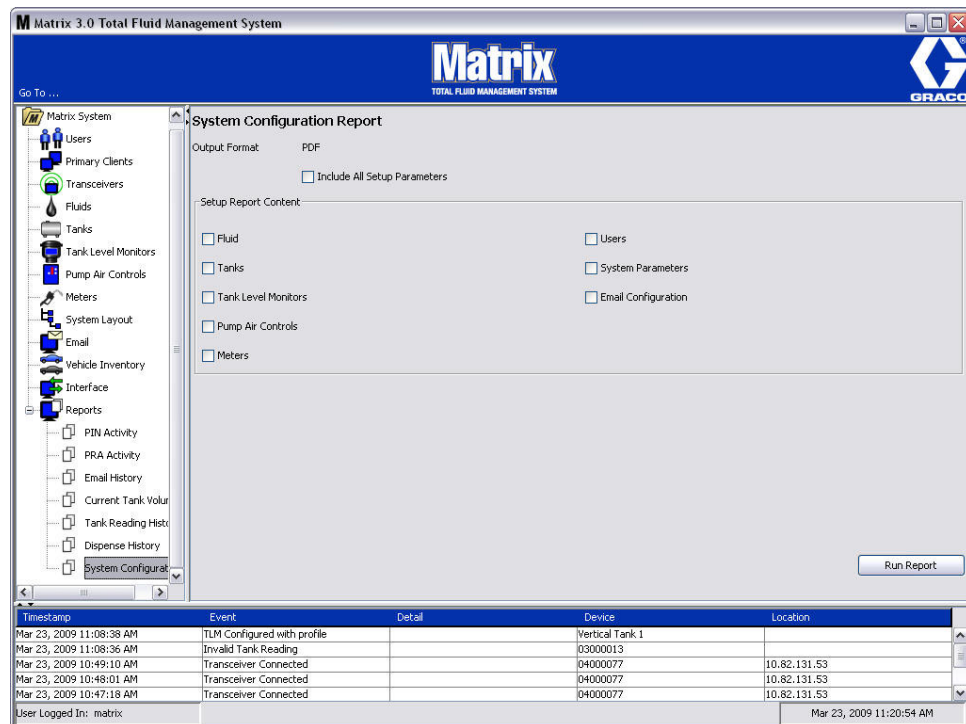 M Matrix 3.0 Total Fluid Management System
Matrix
TOTAL FLUID MANAGEMENT SYSTEM
G
®
GRACO
Go To ...
Matrix System
Users
Primary Clients
Transceivers
Fluids
Tanks
Tank Level Monitors
Pump Air Controls
Meters
System Layout
Email
Vehicle Inventory
Interface
Reports
PIN Activity
PRA Activity
Email History
Current Tank Volur
Tank Reading Histo
Dispense History
System Configurat
System Configuration Report
Output Format PDF
Include All Setup Parameters
Setup Report Content
Fluid Users
Tanks System Parameters
Tank Level Monitors Email Configuration
Pump Air Controls
Meters
Run Report
Timestamp Event Detail Device Location
Mar 23, 2009 11:08:38 AM TLM Configured with profile Vertical Tank 1
Mar 23, 2009 11:08:36 AM Invalid Tank Reading 03000013
Mar 23, 2009 10:49:10 AM Transceiver Connected 04000077 10.82.131.53
Mar 23, 2009 10:48:01 AM Transceiver Connected 04000077 10.82.131.53
Mar 23, 2009 10:47:18 AM Transceiver Connected 04000077 10.82.131.53
User Logged In: matrix Mar 23, 2009 11:20:54 AM